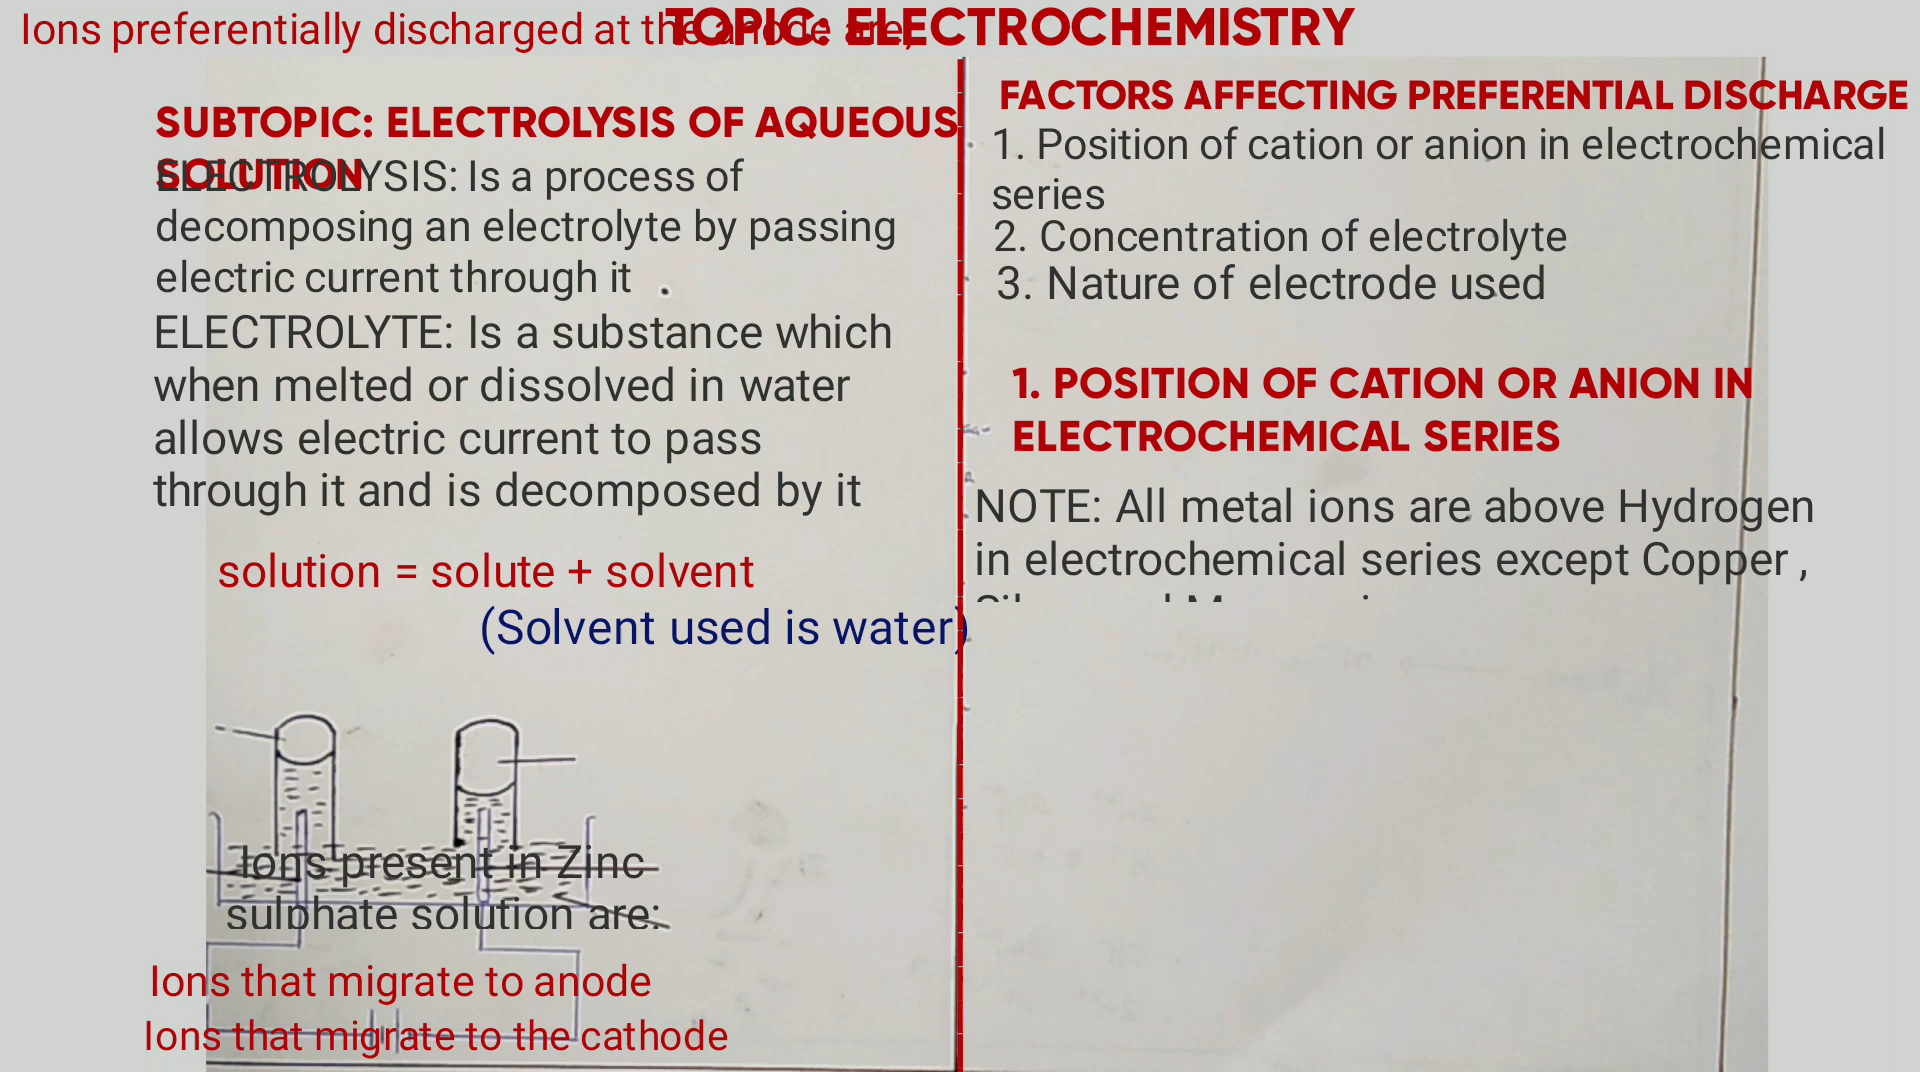 Ions preferentially discharged at the anode are,
TOPIC: ELECTROCHEMISTRY
SUBTOPIC: ELECTROLYSIS OF AQUEOUS
SOLUTION
ELECTROLYSIS: Is a process of
decomposing an electrolyte by passing
electric current through it
ELECTROLYTE: Is a substance which
when melted or dissolved in water
allows electric current to pass
through it and is decomposed by it
solution = solute + solvent
(Solvent used is water)
Ions present in Zinc
sulphate solution are:
Ions that migrate to anode
Ions that migrate to the cathode
FACTORS AFFECTING PREFERENTIAL DISCHARGE
1. Position of cation or anion in electrochemical
series
2. Concentration of electrolyte
3. Nature of electrode used
1. POSITION OF CATION OR ANION IN
ELECTROCHEMICAL SERIES
NOTE: All metal ions are above Hydrogen
in electrochemical series except Copper ,